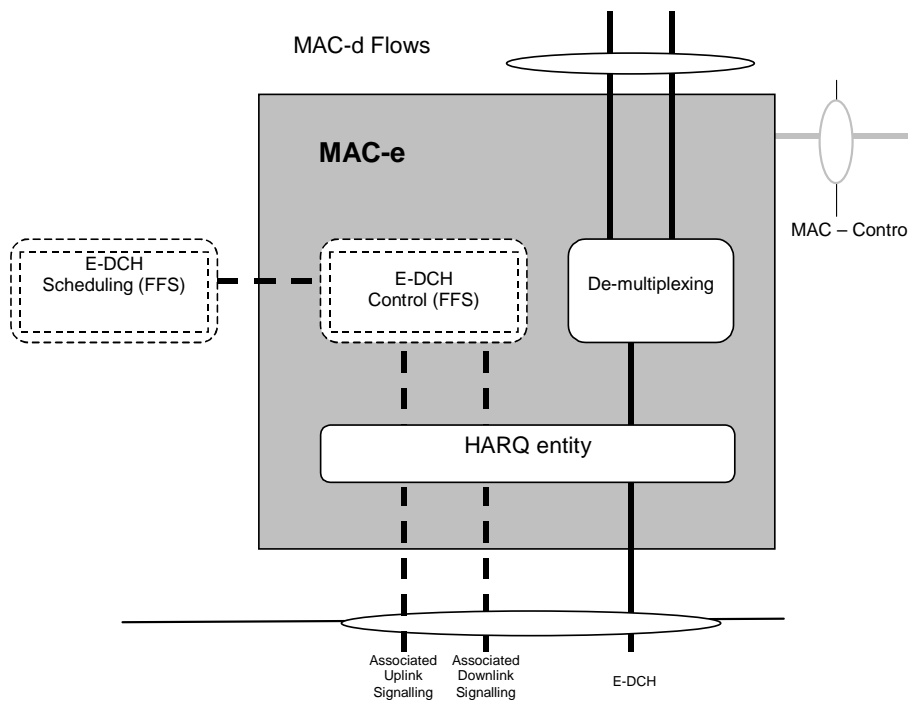 MAC-d Flows
MAC-e
MAC – Contro
E-DCH
Scheduling (FFS)
E-DCH
Control (FFS)
De-multiplexing
HARQ entity
Associated
Uplink
Signalling
Associated
Downlink
Signalling
E-DCH